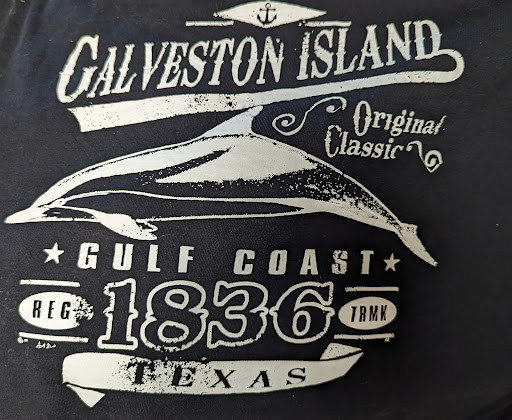 GALVESTON ISLAND
Original
Classic
GULF COAST
REG 1836 TRMK
TEXAS